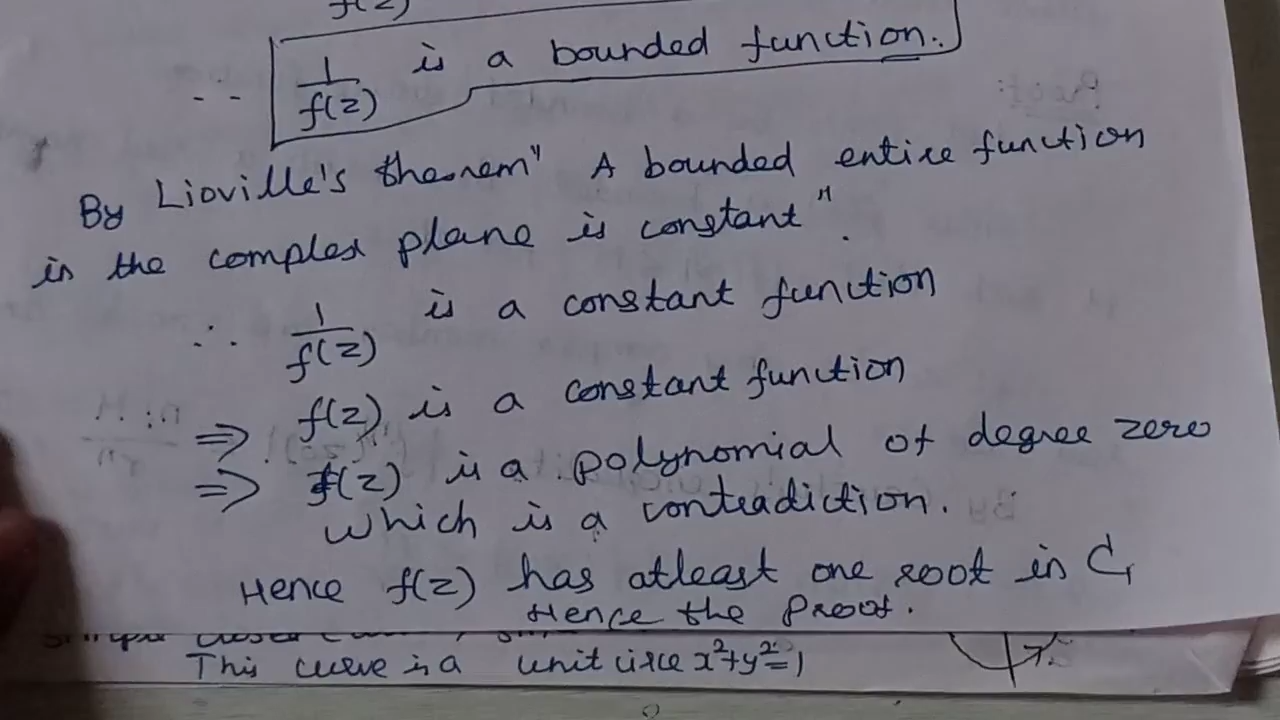 f(z)
∴ 1/f(z) is a bounded function.
By Lioville's theorem" A bounded entire function
in the complex plane is constant".
∴ 1/f(z) is a constant function
⇒ f(z) is a constant function
⇒ f(z) is a polynomial of degree zero
which is a contradiction.
Hence f(z) has atleast one root in ℂ,
Hence the Proof.
This curve is a unit cirle x²+y²=1